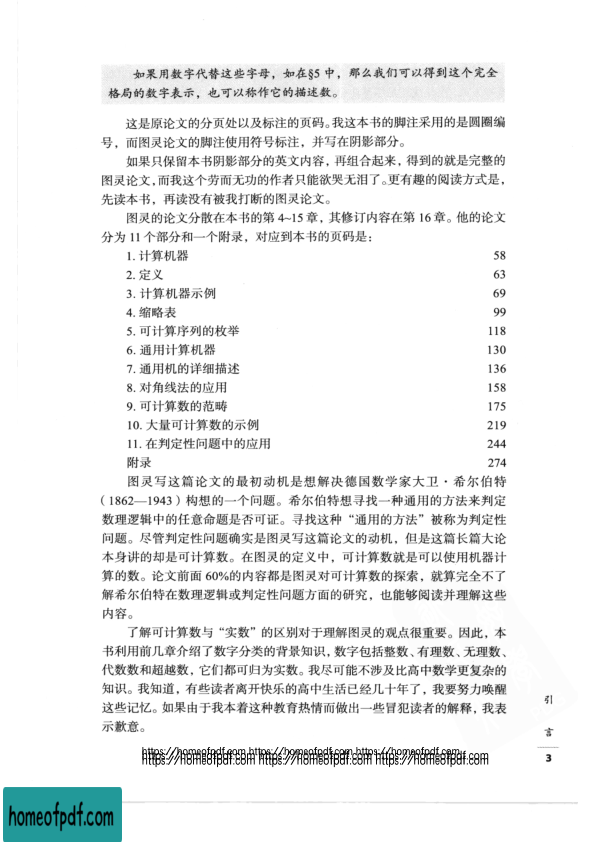 如果用数字代替这些字母，如在§5 中，那么我们可以得到这个完全
格局的数字表示，也可以称作它的描述数。
这是原论文的分页处以及标注的页码。我这本书的脚注采用的是圆圈编
号，而图灵论文的脚注使用符号标注，并写在阴影部分。
如果只保留本书阴影部分的英文内容，再组合起来，得到的就是完整的
图灵论文，而我这个劳而无功的作者只能欲哭无泪了。更有趣的阅读方式是，
先读本书，再读没有被我打断的图灵论文。
图灵的论文分散在本书的第 4~15 章，其修订内容在第 16 章。他的论文
分为 11 个部分和一个附录，对应到本书的页码是：
1. 计算机器 58
2. 定义 63
3. 计算机器示例 69
4. 缩略表 99
5. 可计算序列的枚举 118
6. 通用计算机器 130
7. 通用机的详细描述 136
8. 对角线法的应用 158
9. 可计算数的范畴 175
10. 大量可计算数的示例 219
11. 在判定性问题中的应用 244
附录 274
图灵写这篇论文的最初动机是想解决德国数学家大卫·希尔伯特
（1862—1943）构想的一个问题。希尔伯特想寻找一种通用的方法来判定
数理逻辑中的任意命题是否可证。寻找这种“通用的方法”被称为判定性
问题。尽管判定性问题确实是图灵写这篇论文的动机，但是这篇长篇大论
本身讲的却是可计算数。在图灵的定义中，可计算数就是可以使用机器计
算的数。论文前面 60%的内容都是图灵对可计算数的探索，就算完全不了
解希尔伯特在数理逻辑或判定性问题方面的研究，也能够阅读并理解这些
内容。
了解可计算数与“实数”的区别对于理解图灵的观点很重要。因此，本
书利用前几章介绍了数字分类的背景知识，数字包括整数、有理数、无理数、
代数数和超越数，它们都可归为实数。我尽可能不涉及比高中数学更复杂的
知识。我知道，有些读者离开快乐的高中生活已经几十年了，我要努力唤醒
这些记忆。如果由于我本着这种教育热情而做出一些冒犯读者的解释，我表
示歉意。
引
言
3
https://homeofpdf.com https://homeofpdf.com https://homeofpdf.com
https://homeofpdf.com https://homeofpdf.com https://homeofpdf.com
homeofpdf.com